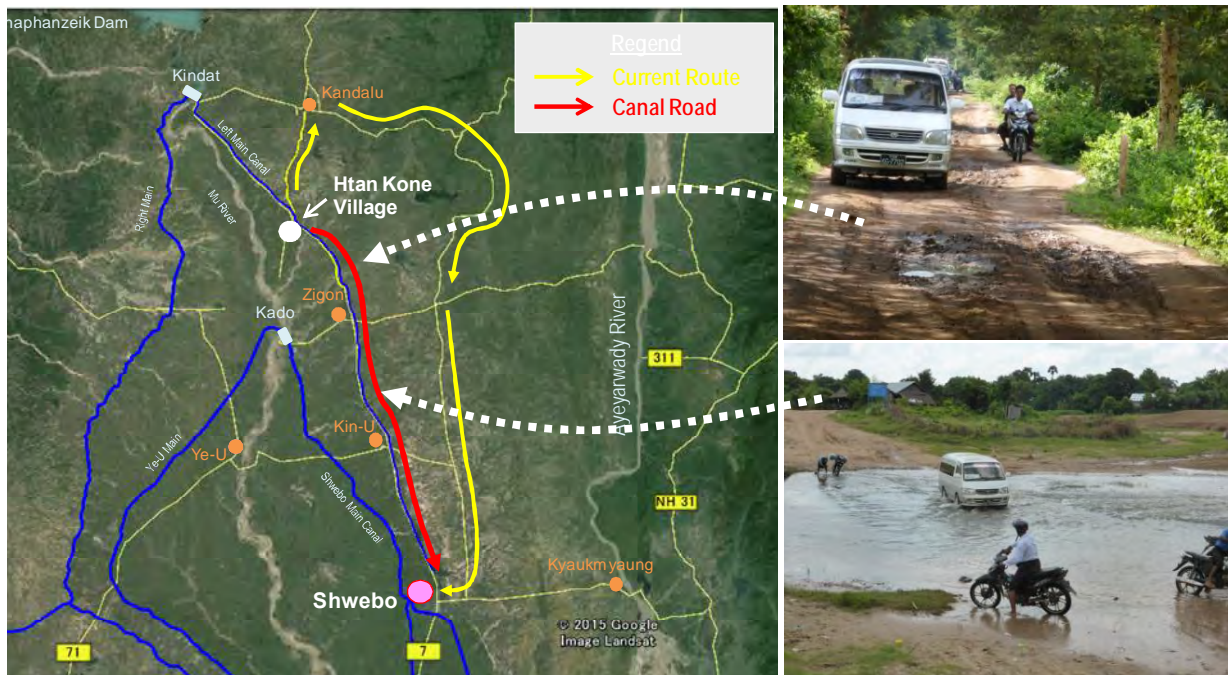 naphanzeik Dam
Kindat
Kandalu
Regend
Current Route
Canal Road
Left Main Canal
Htan Kone
Village
Right Main
Mu River
Zigon
Kado
Ayeyarwady River
311
Kin-U
Ye-U
Ye-U Main
Shwebo Main Canal
NH 31
Kyaukmyaung
Shwebo
© 2015 Google
Image Landsat
71
7